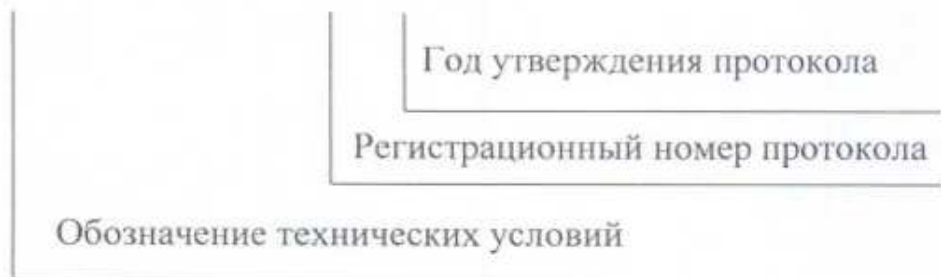 Год утверждения протокола
Регистрационный номер протокола
Обозначение технических условий